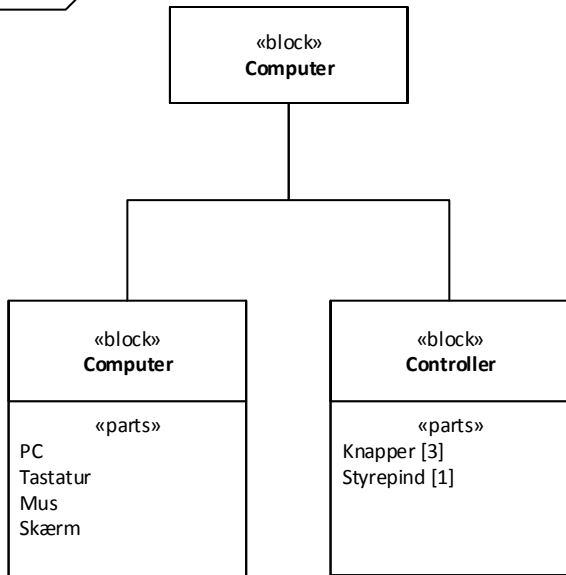 «block»
Computer
«block»
Computer
«parts»
PC
Tastatur
Mus
Skærm
«block»
Controller
«parts»
Knapper [3]
Styrepind [1]